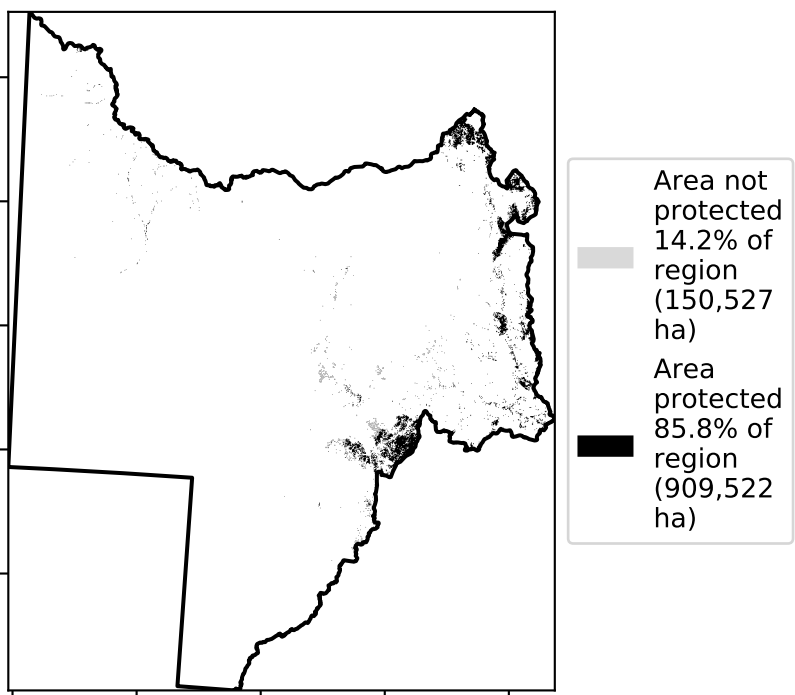 Area not
protected
14.2% of
region
(150,527
ha)
Area
protected
85.8% of
region
(909,522
ha)